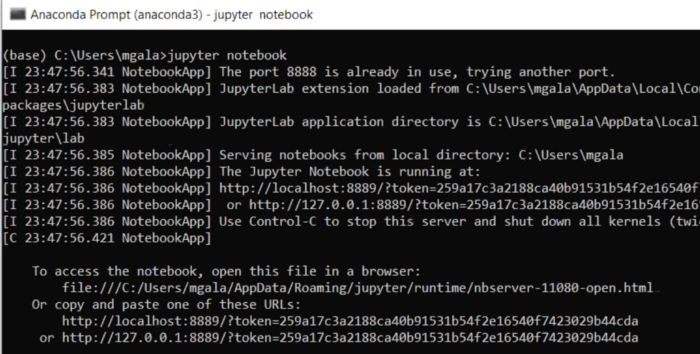 Anaconda Prompt (anaconda3) - jupyter notebook
(base) C:\Users\mgala>jupyter notebook
[I 23:47:56.341 NotebookApp] The port 8888 is already in use, trying another port.
[I 23:47:56.383 NotebookApp] JupyterLab extension loaded from C:\Users\mgala\AppData\Local\Co
packages\jupyterlab
[I 23:47:56.383 NotebookApp] JupyterLab application directory is C:\Users\mgala\AppData\Local
jupyter\lab
[I 23:47:56.385 NotebookApp] Serving notebooks from local directory: C:\Users\mgala
[I 23:47:56.386 NotebookApp] The Jupyter Notebook is running at:
[I 23:47:56.386 NotebookApp] http://localhost:8889/?token=259a17c3a2188ca40b91531b54f2e16540f
[I 23:47:56.386 NotebookApp]  or http://127.0.0.1:8889/?token=259a17c3a2188ca40b91531b54f2e16
[I 23:47:56.386 NotebookApp] Use Control-C to stop this server and shut down all kernels (twi
[C 23:47:56.421 NotebookApp]
To access the notebook, open this file in a browser:
file:///C:/Users/mgala/AppData/Roaming/jupyter/runtime/nbserver-11080-open.html
Or copy and paste one of these URLs:
http://localhost:8889/?token=259a17c3a2188ca40b91531b54f2e16540f7423029b44cda
or http://127.0.0.1:8889/?token=259a17c3a2188ca40b91531b54f2e16540f7423029b44cda